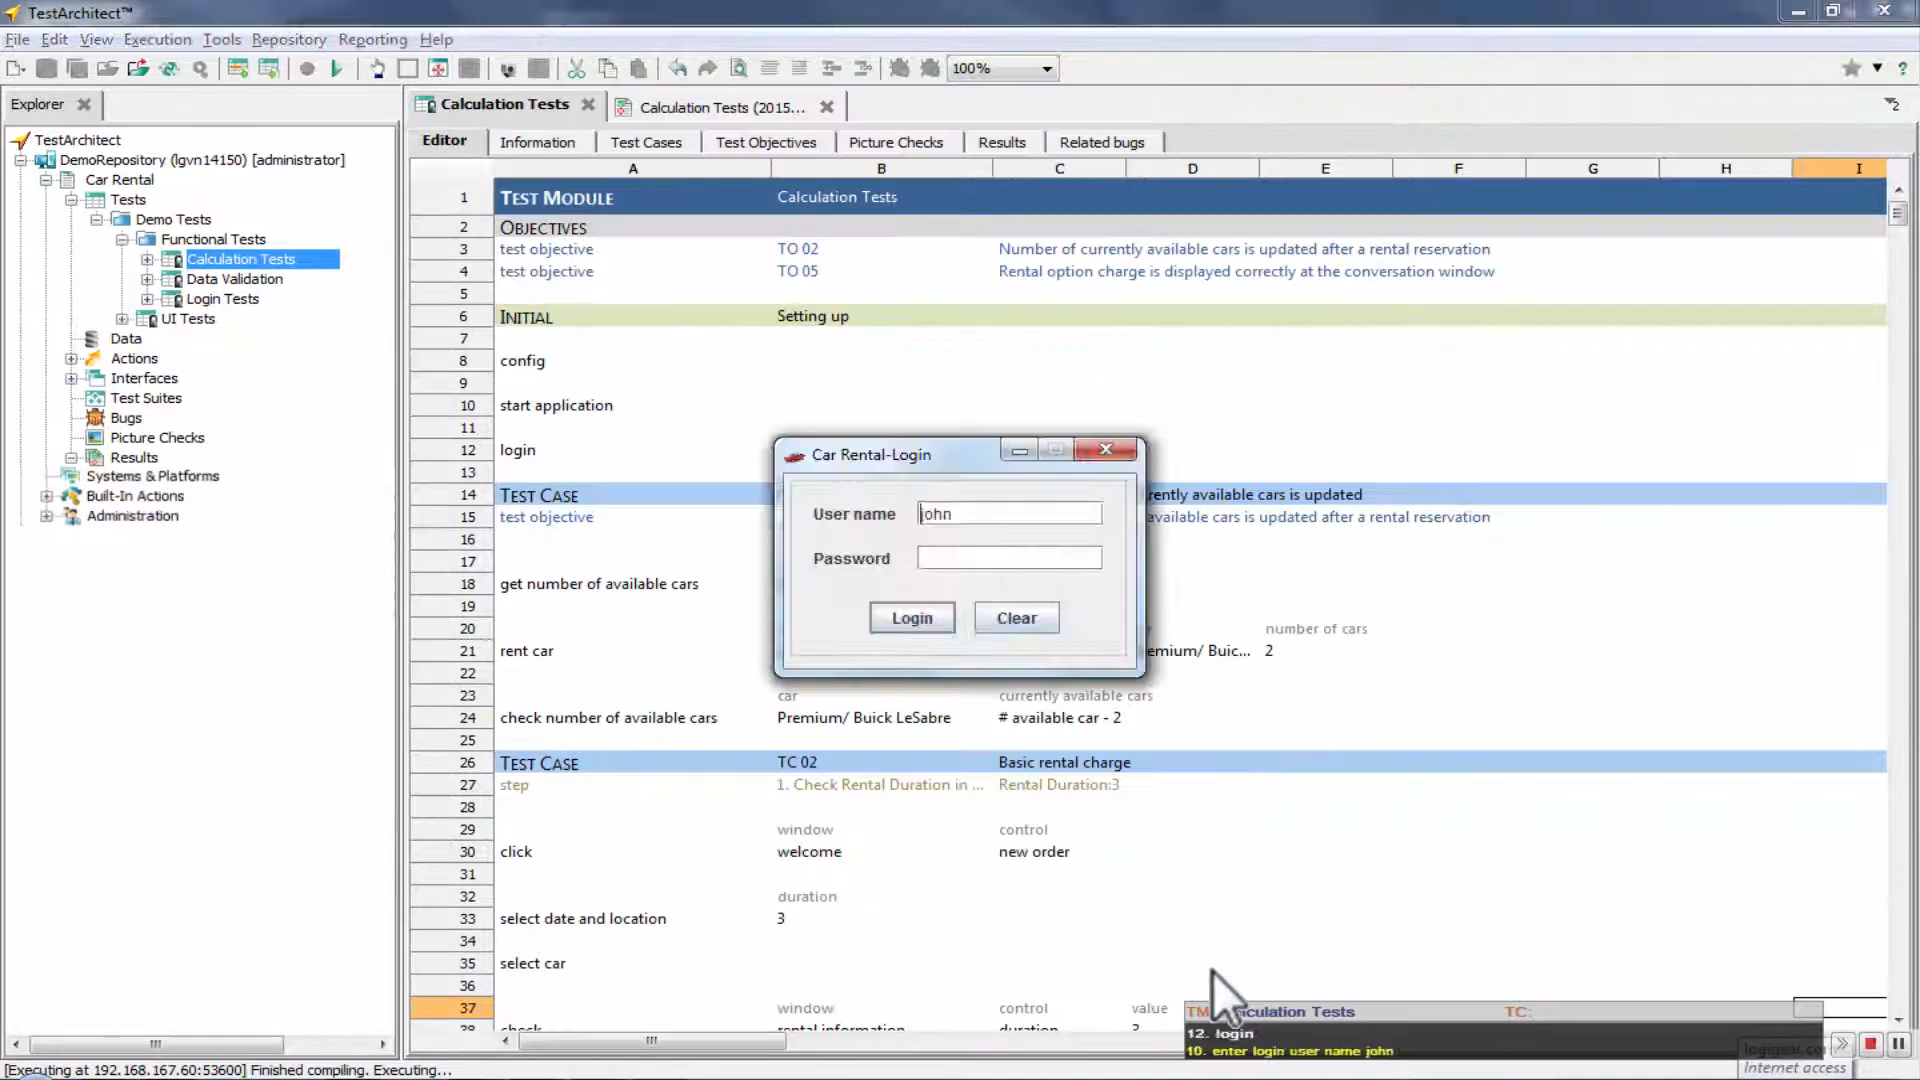 TestArchitect™
File Edit View Execution Tools Repository Reporting Help
100%
Explorer
Calculation Tests
Calculation Tests (2015...
2
TestArchitect
DemoRepository (lgvn14150) [administrator]
Car Rental
Tests
Demo Tests
Functional Tests
Calculation Tests
Data Validation
Login Tests
UI Tests
Data
Actions
Interfaces
Test Suites
Bugs
Picture Checks
Results
Systems & Platforms
Built-In Actions
Administration
Editor Information Test Cases Test Objectives Picture Checks Results Related bugs
A B C D E F G H I
1 TEST MODULE Calculation Tests
2 OBJECTIVES
3 test objective TO 02 Number of currently available cars is updated after a rental reservation
4 test objective TO 05 Rental option charge is displayed correctly at the conversation window
5
6 INITIAL Setting up
7
8 config
9
10 start application
11
12 login
13
14 TEST CASE rently available cars is updated
15 test objective available cars is updated after a rental reservation
16
17
18 get number of available cars
19
20 number of cars
21 rent car emium/ Buic... 2
22
23 car currently available cars
24 check number of available cars Premium/ Buick LeSabre # available car - 2
25
26 TEST CASE TC 02 Basic rental charge
27 step 1. Check Rental Duration in ... Rental Duration:3
28
29 window control
30 click welcome new order
31
32 duration
33 select date and location 3
34
35 select car
36
37 window control value
38 check rental information duration 3
Car Rental-Login
User name john
Password
Login Clear
TM culation Tests TC:
12. login
10. enter login user name john
Internet access
[Executing at 192.168.167.60:53600] Finished compiling. Executing...